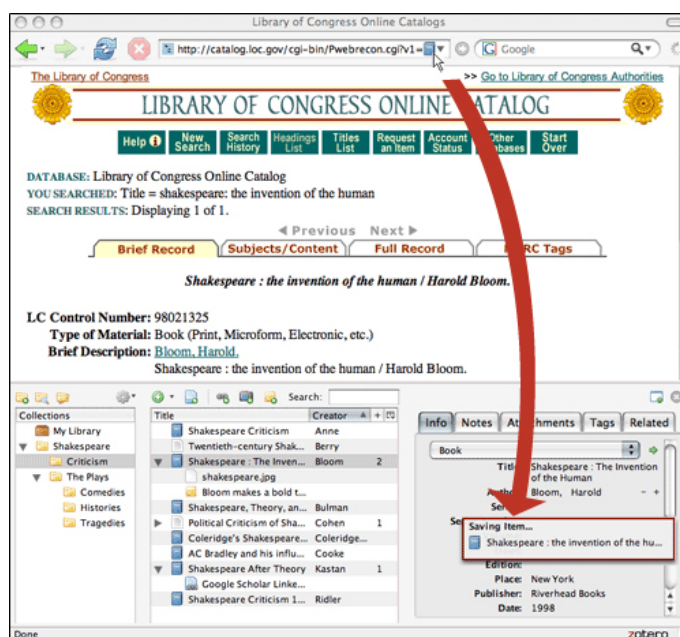 Library of Congress Online Catalogs
http://catalog.loc.gov/cgi-bin/Pwebrecon.cgi?v1=
Google
The Library of Congress
>> Go to Library of Congress Authorities
LIBRARY OF CONGRESS ONLINE CATALOG
Help
New Search
Search History
Headings List
Titles List
Request an Item
Account Status
Start Over
DATABASE: Library of Congress Online Catalog
YOU SEARCHED: Title = shakespeare: the invention of the human
SEARCH RESULTS: Displaying 1 of 1.
Previous Next
Brief Record
Subjects/Content
Full Record
RC Tags
Shakespeare : the invention of the human / Harold Bloom.
LC Control Number: 98021325
Type of Material: Book (Print, Microform, Electronic, etc.)
Brief Description: Bloom, Harold.
Shakespeare : the invention of the human / Harold Bloom.
Search:
Collections
My Library
Shakespeare
Criticism
The Plays
Comedies
Histories
Tragedies
Title Creator +
Shakespeare Criticism Anne
Twentieth-century Shak... Berry
Shakespeare : The Inven... Bloom 2
shakespeare.jpg
Bloom makes a bold t...
Shakespeare, Theory, an... Bulman
Political Criticism of Sha... Cohen 1
Coleridge's Shakespeare... Coleridge...
AC Bradley and his influ... Cooke
Shakespeare After Theory Kastan 1
Google Scholar Linke...
Shakespeare Criticism 1... Ridler
Info Notes Attachments Tags Related
Book
Title: Shakespeare : The Invention
of the Human
Bloom, Harold - +
Saving Item...
Shakespeare : the invention of the hu...
Edition:
Place: New York
Publisher: Riverhead Books
Date: 1998
Done
zotero